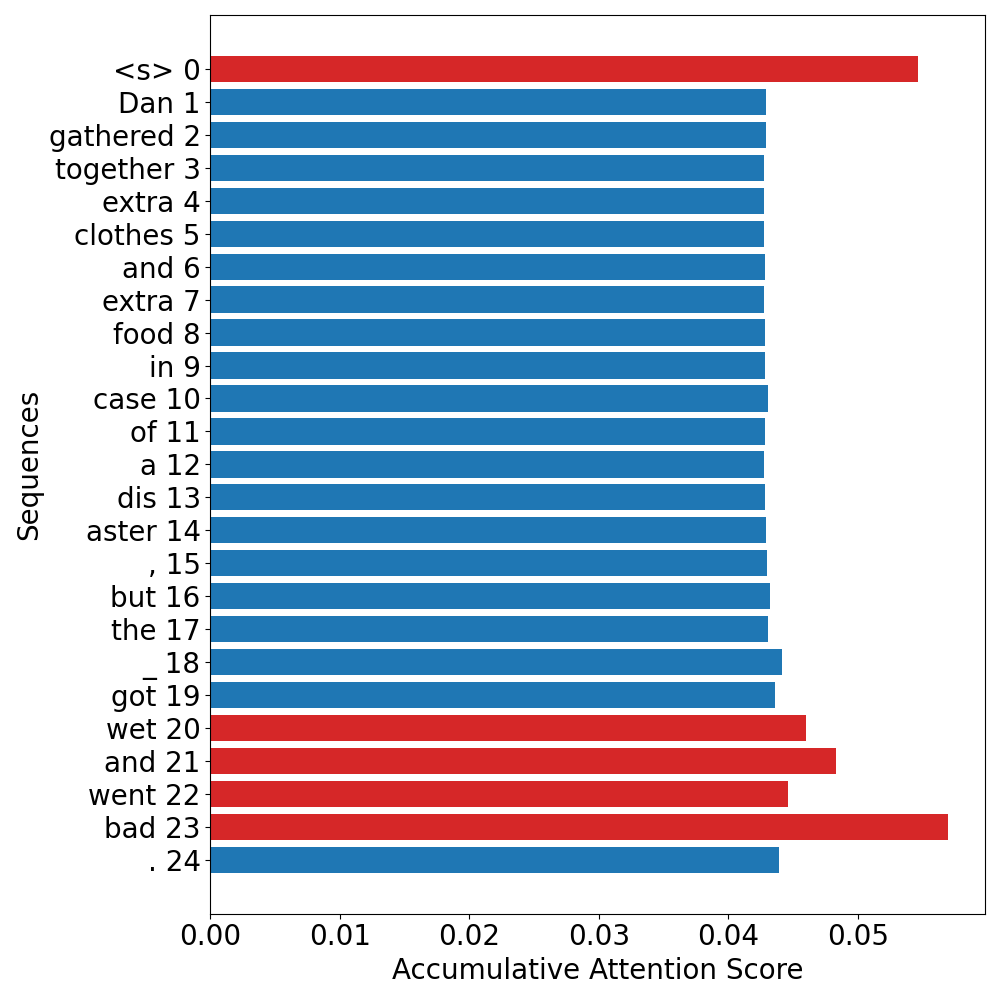 <s> 0
Dan 1
gathered 2
together 3
extra 4
clothes 5
and 6
extra 7
food 8
in 9
case 10
of 11
a 12
dis 13
aster 14
, 15
but 16
the 17
_ 18
got 19
wet 20
and 21
went 22
bad 23
. 24
Sequences
0.00 0.01 0.02 0.03 0.04 0.05
Accumulative Attention Score